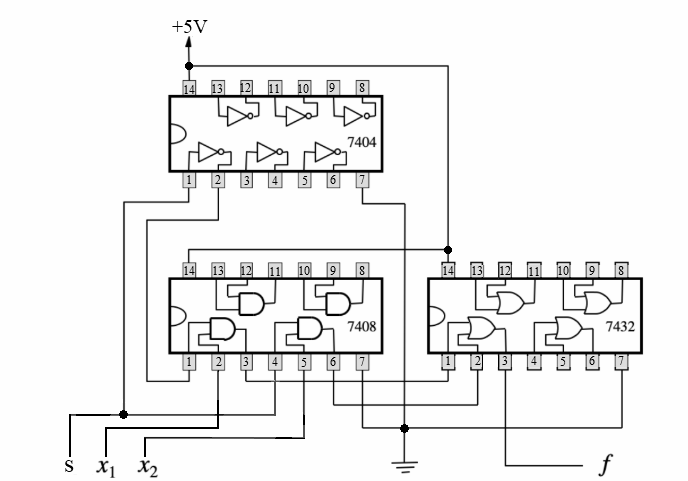 +5V
14 13 12 11 10 9 8
7404
1 2 3 4 5 6 7
14 13 12 11 10 9 8 14 13 12 11 10 9 8
7408 7432
1 2 3 4 5 6 7 1 2 3 4 5 6 7
s x₁ x₂ f